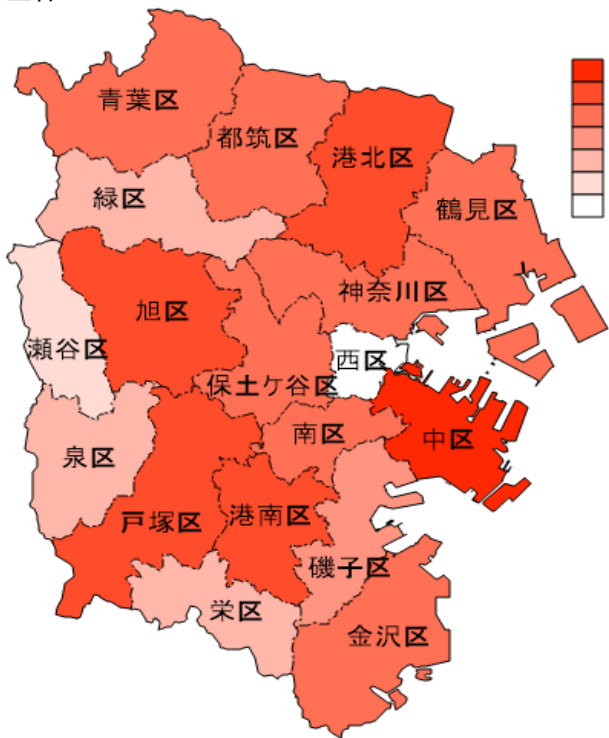 青葉区
都筑区
港北区
緑区
鶴見区
神奈川区
旭区
瀬谷区
西区
保土ケ谷区
南区
中区
泉区
戸塚区
港南区
磯子区
栄区
金沢区